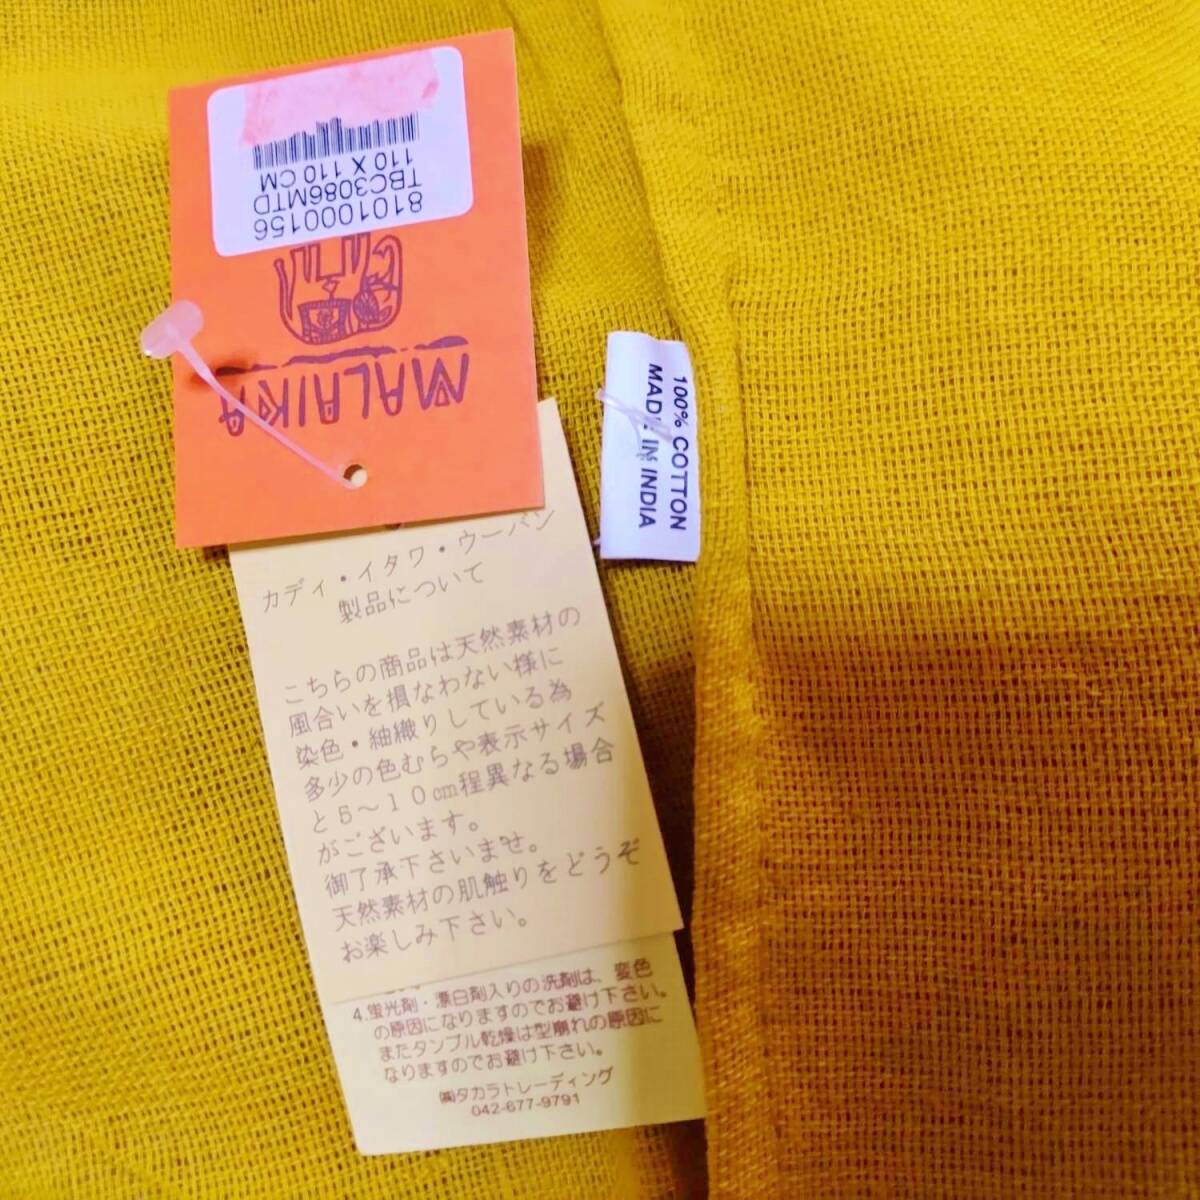 8101000156
TBC3086MTD
110 X 110 CM
MALAIKA
100% COTTON
MADE IN INDIA
カディ・イタワ・ウーバン
製品について
こちらの商品は天然素材の
風合いを損なわない様に
染色・紬織りしている為
多少の色むらや表示サイズ
と5～10cm程異なる場合
がございます。
御了承下さいませ。
天然素材の肌触りをどうぞ
お楽しみ下さい。
4.蛍光剤・漂白剤入りの洗剤は、変色
の原因になりますのでお避け下さい。
またタンブル乾燥は型崩れの原因に
なりますのでお避け下さい。
㈱タカラトレーディング
042-677-9791